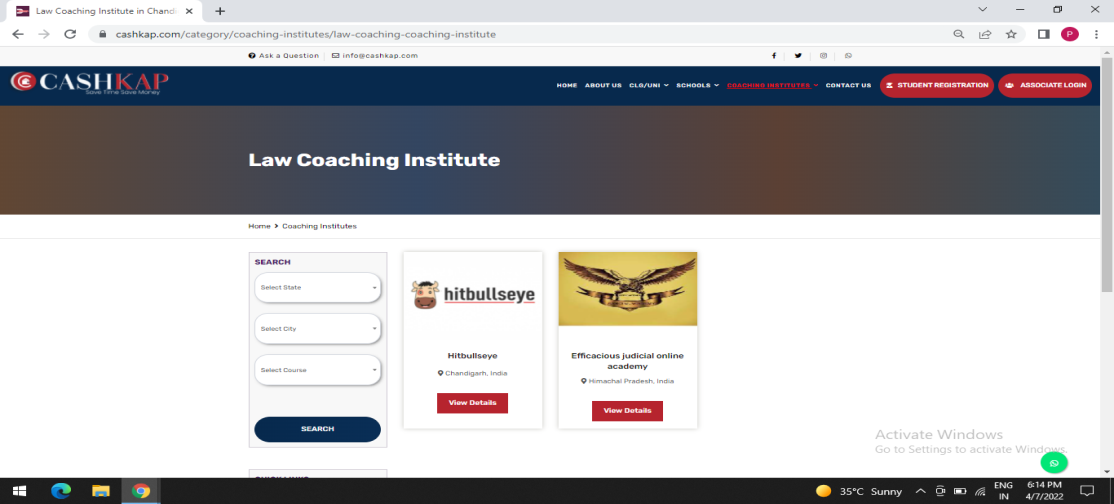 Law Coaching Institute in Chand
cashkap.com/category/coaching-institutes/law-coaching-coaching-institute
P
Ask a Question
info@cashkap.com
CASHKAP
Save Time Save Money
HOME ABOUT US CLG/UNI SCHOOLS COACHING INSTITUTES CONTACT US STUDENT REGISTRATION ASSOCIATE LOGIN
Law Coaching Institute
Home > Coaching Institutes
SEARCH
Select State
Select City
Select Course
SEARCH
hitbullseye
Hitbullseye
Chandigarh, India
View Details
Efficacious judicial online
academy
Himachal Pradesh, India
View Details
Activate Windows
Go to Settings to activate Windows.
35°C Sunny
ENG
IN
6:14 PM
4/7/2022